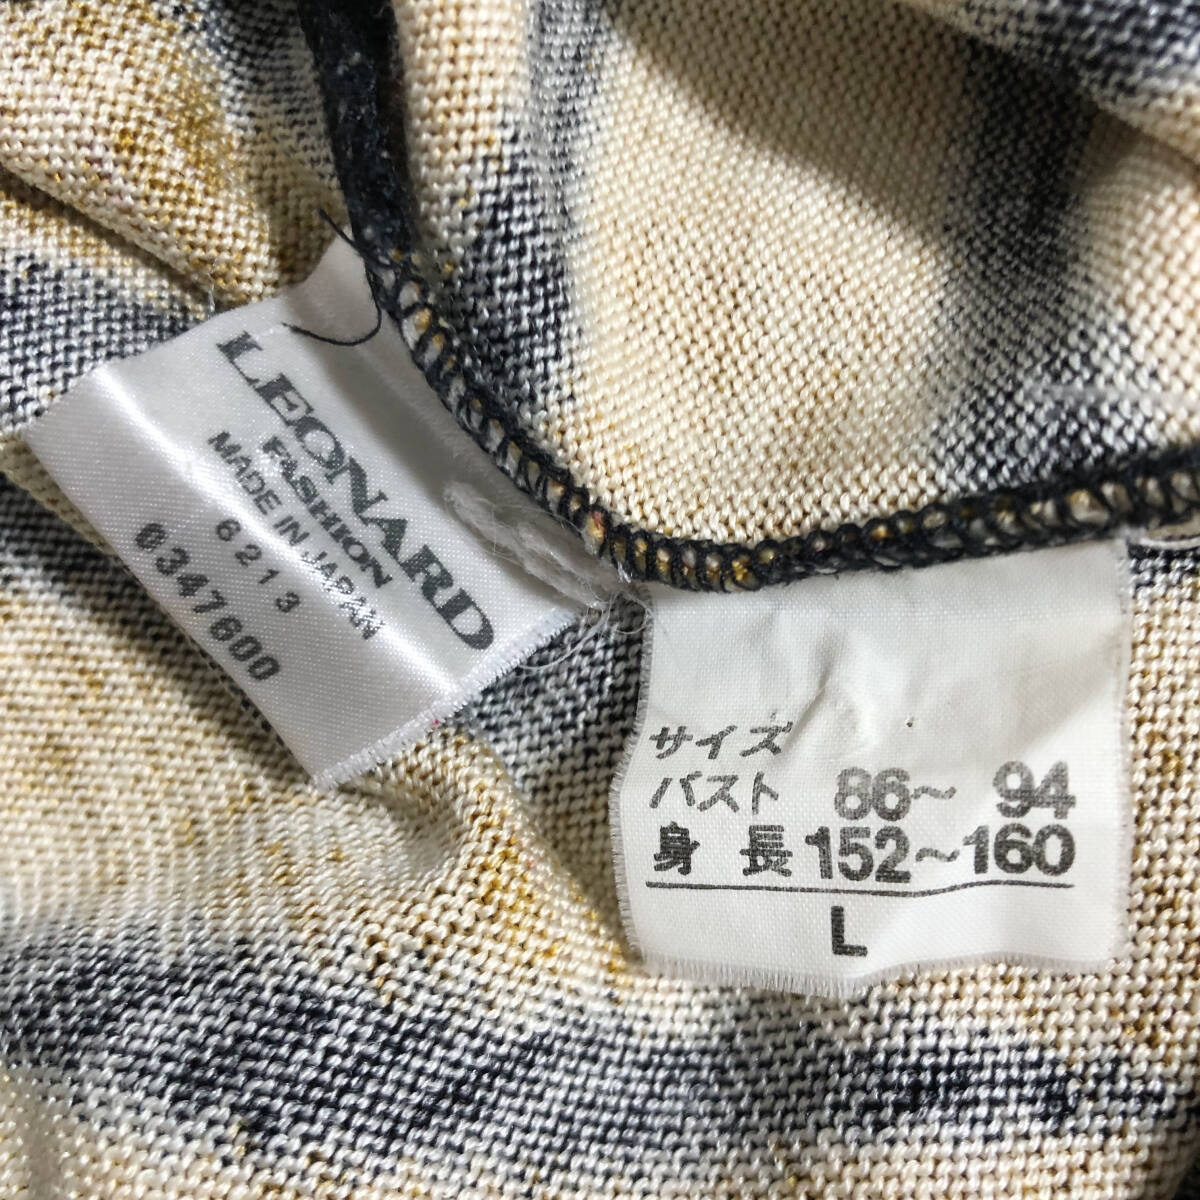 LEONARD
FASHION
MADE IN JAPAN
6213
0347600
サイズ
バスト 86～ 94
身 長 152～160
L